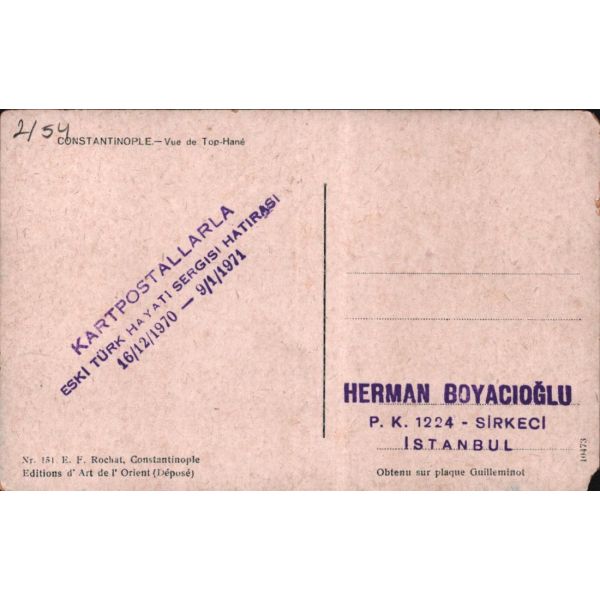 2/54
CONSTANTINOPLE.—Vue de Top-Hané
KARTPOSTALLARLA
ESKİ TÜRK HAYATI SERGİSİ HATIRASI
16/12/1970 — 9/1/1971
HERMAN BOYACIOĞLU
P. K. 1224 - SİRKECİ
İSTANBUL
Nr. 151 E. F. Rochat, Constantinople
Editions d' Art de l' Orient (Déposé)
Obtenu sur plaque Guilleminot
10473